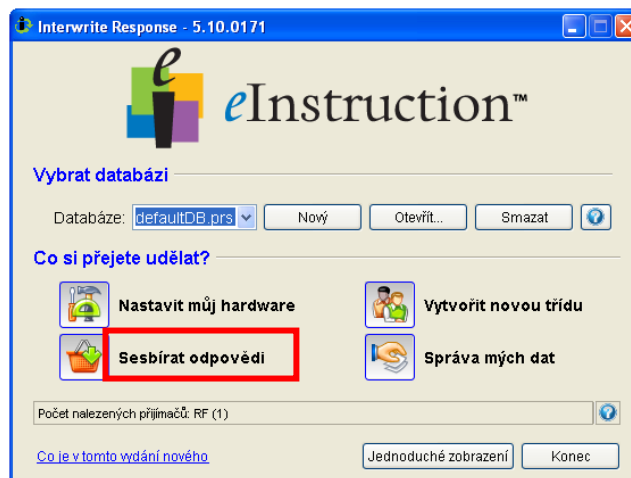 Interwrite Response - 5.10.0171
eInstruction™
Vybrat databázi
Databáze: defaultDB.prs Nový Otevřít... Smazat
Co si přejete udělat?
Nastavit můj hardware Vytvořit novou třídu
Sesbírat odpovědi Správa mých dat
Počet nalezených přijímačů: RF (1)
Co je v tomto vydání nového Jednoduché zobrazení Konec